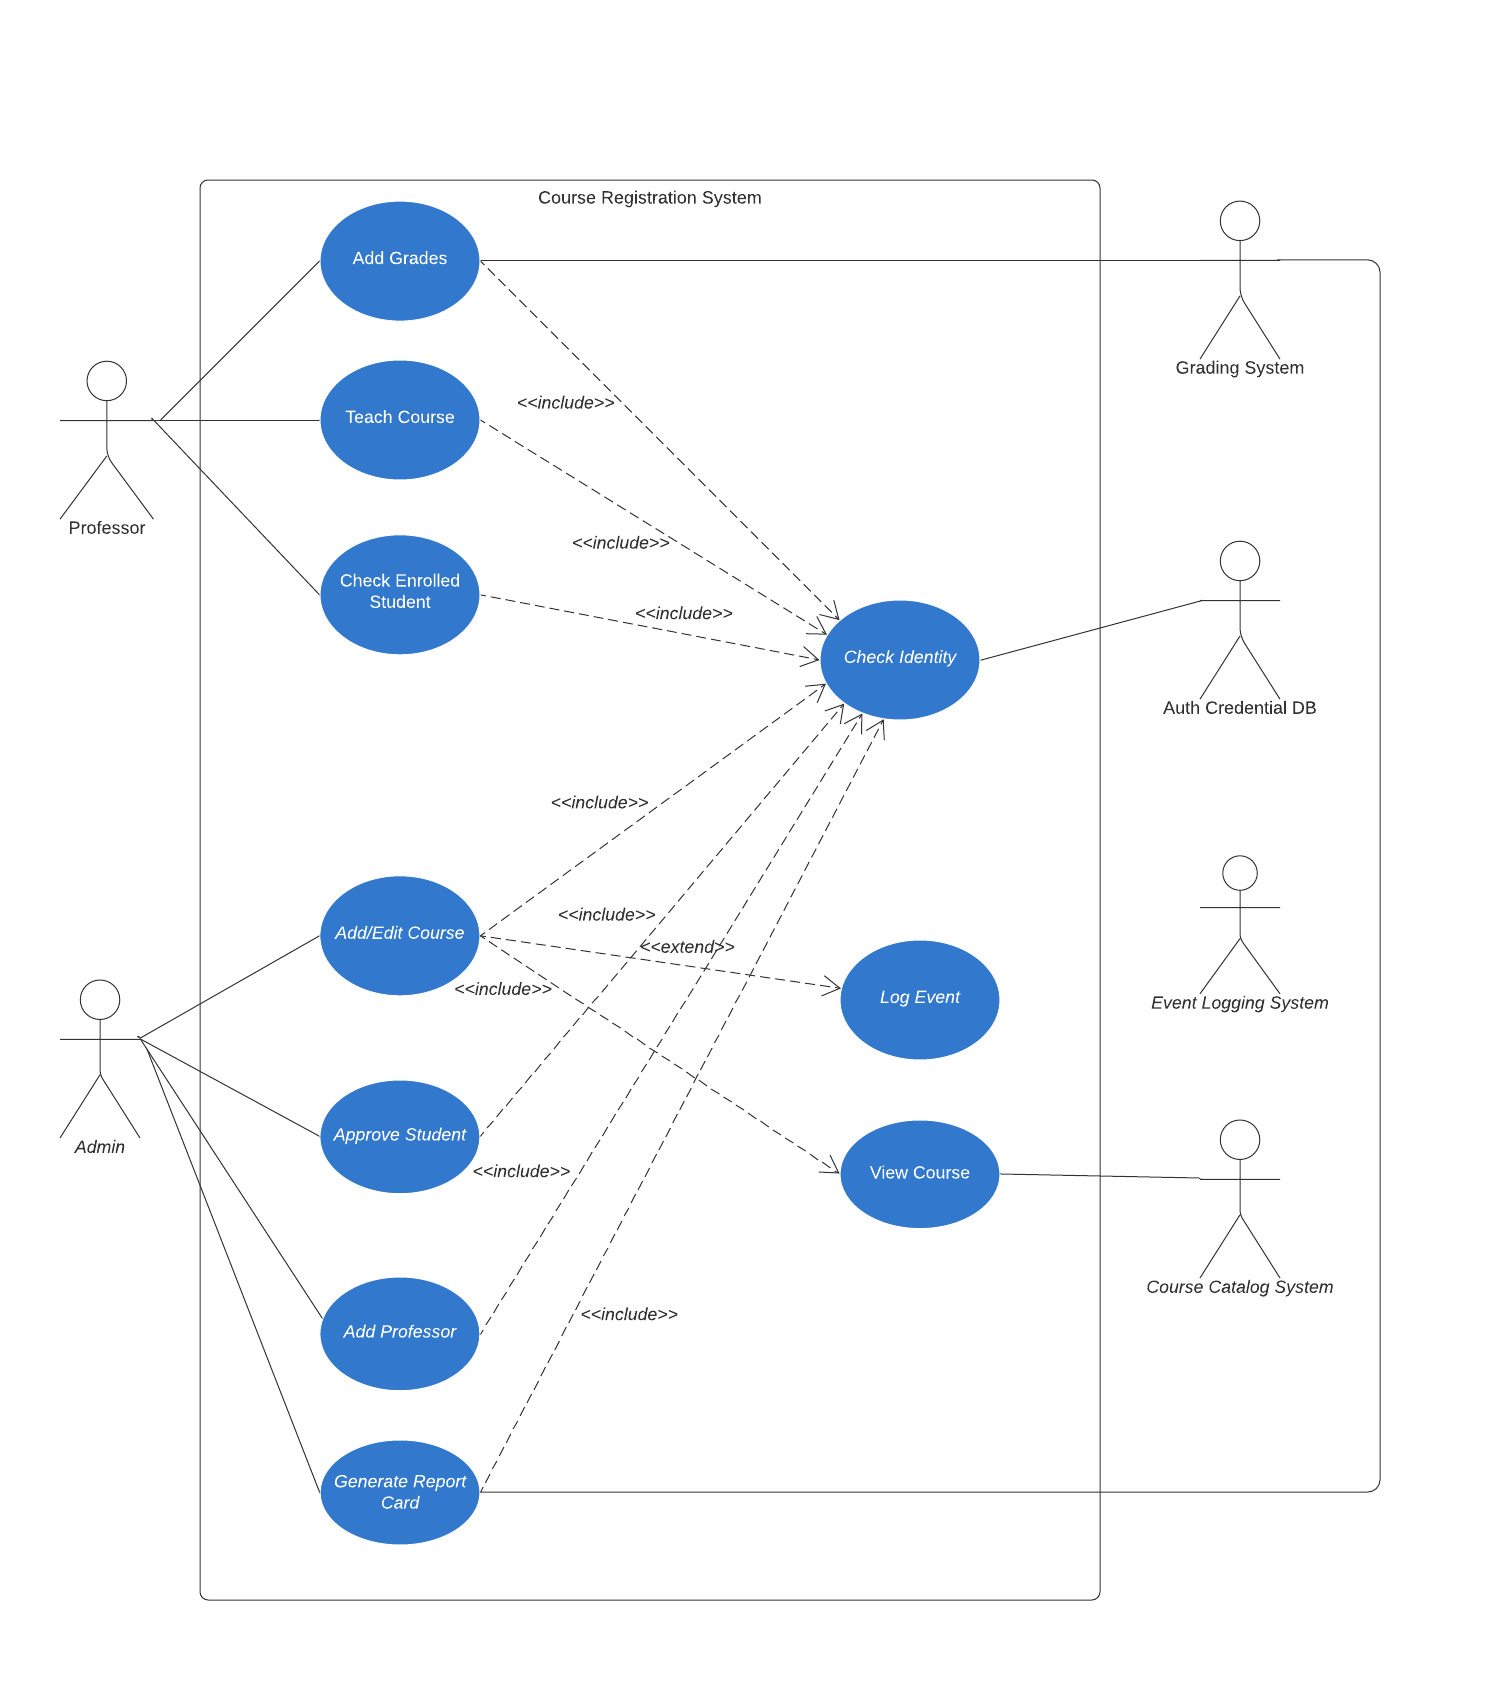 Course Registration System
Add Grades
Grading System
<<include>>
Teach Course
Professor
<<include>>
Check Enrolled
Student
<<include>>
Check Identity
Auth Credential DB
<<include>>
<<include>>
Add/Edit Course
<<extend>>
<<include>>
Log Event
Event Logging System
Admin
Approve Student
<<include>>
View Course
Course Catalog System
<<include>>
Add Professor
Generate Report
Card